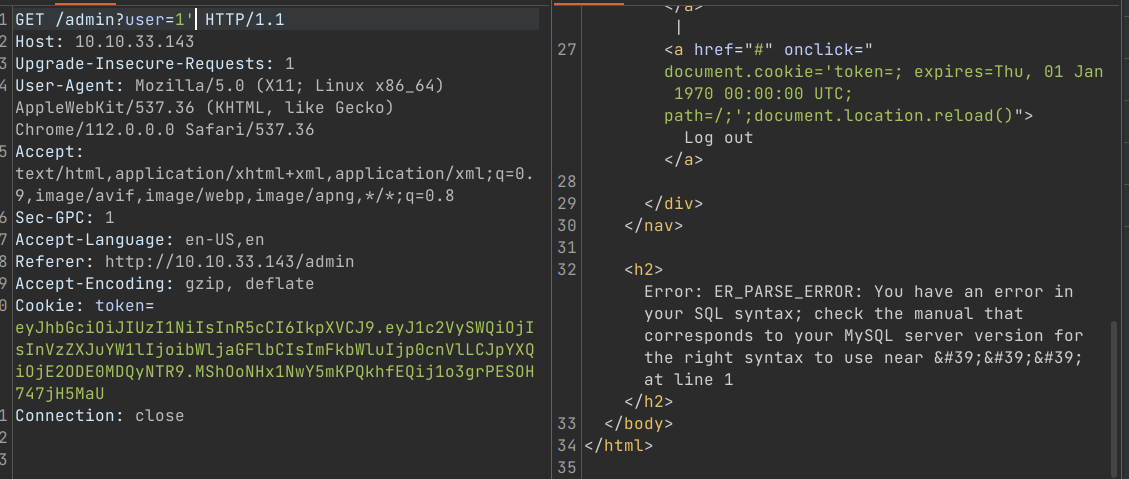 1 GET /admin?user=1' HTTP/1.1
2 Host: 10.10.33.143
3 Upgrade-Insecure-Requests: 1
4 User-Agent: Mozilla/5.0 (X11; Linux x86_64)
AppleWebKit/537.36 (KHTML, like Gecko)
Chrome/112.0.0.0 Safari/537.36
5 Accept:
text/html,application/xhtml+xml,application/xml;q=0.
9,image/avif,image/webp,image/apng,*/*;q=0.8
6 Sec-GPC: 1
7 Accept-Language: en-US,en
8 Referer: http://10.10.33.143/admin
9 Accept-Encoding: gzip, deflate
0 Cookie: token=
eyJhbGciOiJIUzI1NiIsInR5cCI6IkpXVCJ9.eyJ1c2VySWQiOjI
sInVzZXJuYW1lIjoibWljaGFlbCIsImFkbWluIjp0cnVlLCJpYXQ
iOjE2ODE0MDQyNTR9.MShOoNHx1NwY5mKPQkhfEQij1o3grPESOH
747jH5MaU
1 Connection: close
2
3
</a>
|
27 <a href="#" onclick="
document.cookie='token=; expires=Thu, 01 Jan
1970 00:00:00 UTC;
path=/;';document.location.reload()">
Log out
</a>
28
29 </div>
30 </nav>
31
32 <h2>
Error: ER_PARSE_ERROR: You have an error in
your SQL syntax; check the manual that
corresponds to your MySQL server version for
the right syntax to use near &#39;&#39;&#39;
at line 1
</h2>
33 </body>
34 </html>
35